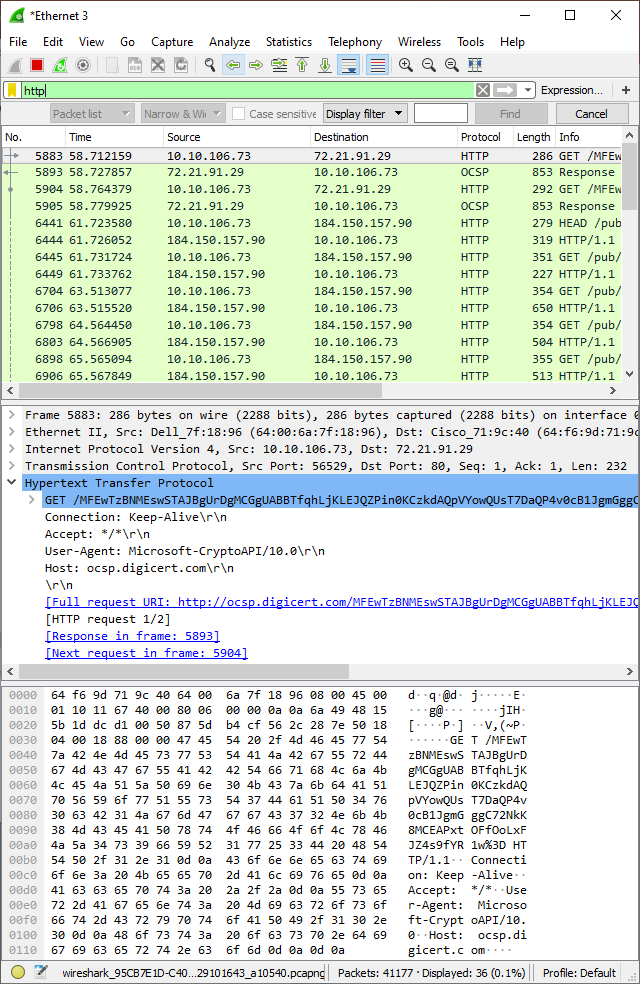 *Ethernet 3
File Edit View Go Capture Analyze Statistics Telephony Wireless Tools Help
http Expression... +
Packet list Narrow & Wi Case sensitive Display filter Find Cancel
No. Time Source Destination Protocol Length Info
5883 58.712159 10.10.106.73 72.21.91.29 HTTP 286 GET /MFEw
5893 58.727857 72.21.91.29 10.10.106.73 OCSP 853 Response
5904 58.764379 10.10.106.73 72.21.91.29 HTTP 292 GET /MFEw
5905 58.779925 72.21.91.29 10.10.106.73 OCSP 853 Response
6441 61.723580 10.10.106.73 184.150.157.90 HTTP 279 HEAD /pub
6444 61.726052 184.150.157.90 10.10.106.73 HTTP 319 HTTP/1.1
6445 61.731724 10.10.106.73 184.150.157.90 HTTP 351 GET /pub/
6449 61.733762 184.150.157.90 10.10.106.73 HTTP 227 HTTP/1.1
6704 63.513077 10.10.106.73 184.150.157.90 HTTP 354 GET /pub/
6706 63.515520 184.150.157.90 10.10.106.73 HTTP 650 HTTP/1.1
6798 64.564450 10.10.106.73 184.150.157.90 HTTP 354 GET /pub/
6803 64.566905 184.150.157.90 10.10.106.73 HTTP 504 HTTP/1.1
6898 65.565094 10.10.106.73 184.150.157.90 HTTP 355 GET /pub/
6906 65.567849 184.150.157.90 10.10.106.73 HTTP 513 HTTP/1.1
Frame 5883: 286 bytes on wire (2288 bits), 286 bytes captured (2288 bits) on interface 0
Ethernet II, Src: Dell_7f:18:96 (64:00:6a:7f:18:96), Dst: Cisco_71:9c:40 (64:f6:9d:71:9c
Internet Protocol Version 4, Src: 10.10.106.73, Dst: 72.21.91.29
Transmission Control Protocol, Src Port: 56529, Dst Port: 80, Seq: 1, Ack: 1, Len: 232
Hypertext Transfer Protocol
GET /MFEwTzBNMEswSTAJBgUrDgMCGgUABBTfqhLjKLEJQZPin0KCzkdAQpVYowQUsT7DaQP4v0cB1JgmGggC
Connection: Keep-Alive\r\n
Accept: */*\r\n
User-Agent: Microsoft-CryptoAPI/10.0\r\n
Host: ocsp.digicert.com\r\n
\r\n
[Full request URI: http://ocsp.digicert.com/MFEwTzBNMEswSTAJBgUrDgMCGgUABBTfqhLjKLEJQZ
[HTTP request 1/2]
[Response in frame: 5893]
[Next request in frame: 5904]
0000 64 f6 9d 71 9c 40 64 00 6a 7f 18 96 08 00 45 00 d··q·@d· j·····E·
0010 01 10 11 67 40 00 80 06 00 00 0a 0a 6a 49 48 15 ···g@··· ····jIH·
0020 5b 1d dc d1 00 50 87 5d b4 cf 56 2c 28 7e 50 18 [····P·] ··V,(~P·
0030 04 00 18 88 00 00 47 45 54 20 2f 4d 46 45 77 54 ······GE T /MFEwT
0040 7a 42 4e 4d 45 73 77 53 54 41 4a 42 67 55 72 44 zBNMEswS TAJBgUrD
0050 67 4d 43 47 67 55 41 42 42 54 66 71 68 4c 6a 4b gMCGgUAB BTfqhLjK
0060 4c 45 4a 51 5a 50 69 6e 30 4b 43 7a 6b 64 41 51 LEJQZPin 0KCzkdAQ
0070 70 56 59 6f 77 51 55 73 54 37 44 61 51 50 34 76 pVYowQUs T7DaQP4v
0080 30 63 42 31 4a 67 6d 47 67 67 43 37 32 4e 6b 4b 0cB1JgmG ggC72NkK
0090 38 4d 43 45 41 50 78 74 4f 46 66 4f 6f 4c 78 46 8MCEAPxt OFfOoLxF
00a0 4a 5a 34 73 39 66 59 52 31 77 25 33 44 20 48 54 JZ4s9fYR 1w%3D HT
00b0 54 50 2f 31 2e 31 0d 0a 43 6f 6e 6e 65 63 74 69 TP/1.1·· Connecti
00c0 6f 6e 3a 20 4b 65 65 70 2d 41 6c 69 76 65 0d 0a on: Keep -Alive··
00d0 41 63 63 65 70 74 3a 20 2a 2f 2a 0d 0a 55 73 65 Accept: */*··Use
00e0 72 2d 41 67 65 6e 74 3a 20 4d 69 63 72 6f 73 6f r-Agent: Microso
00f0 66 74 2d 43 72 79 70 74 6f 41 50 49 2f 31 30 2e ft-Crypt oAPI/10.
0100 30 0d 0a 48 6f 73 74 3a 20 6f 63 73 70 2e 64 69 0··Host: ocsp.di
0110 67 69 63 65 72 74 2e 63 6f 6d 0d 0a 0d 0a gicert.c om····
wireshark_95CB7E1D-C40...29101643_a10540.pcapng Packets: 41177 · Displayed: 36 (0.1%) Profile: Default